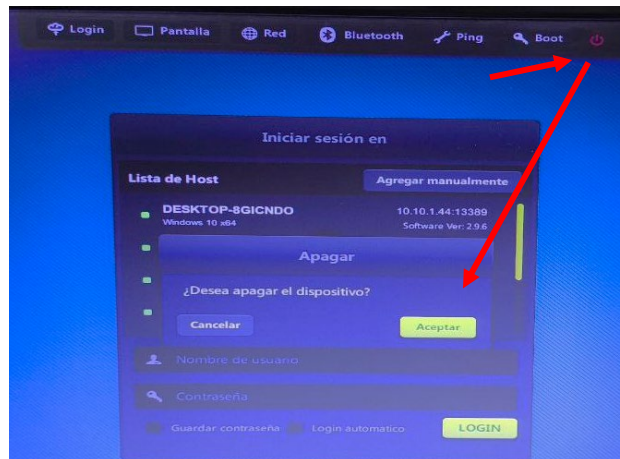 Login Pantalla Red Bluetooth Ping Boot
Iniciar sesión en
Lista de Host Agregar manualmente
DESKTOP-8GICNDO 10.10.1.44:13389
Windows 10 x64 Software Ver: 2.9.6
Apagar
¿Desea apagar el dispositivo?
Cancelar Aceptar
Nombre de usuario
Contraseña
Guardar contraseña Login automatico LOGIN